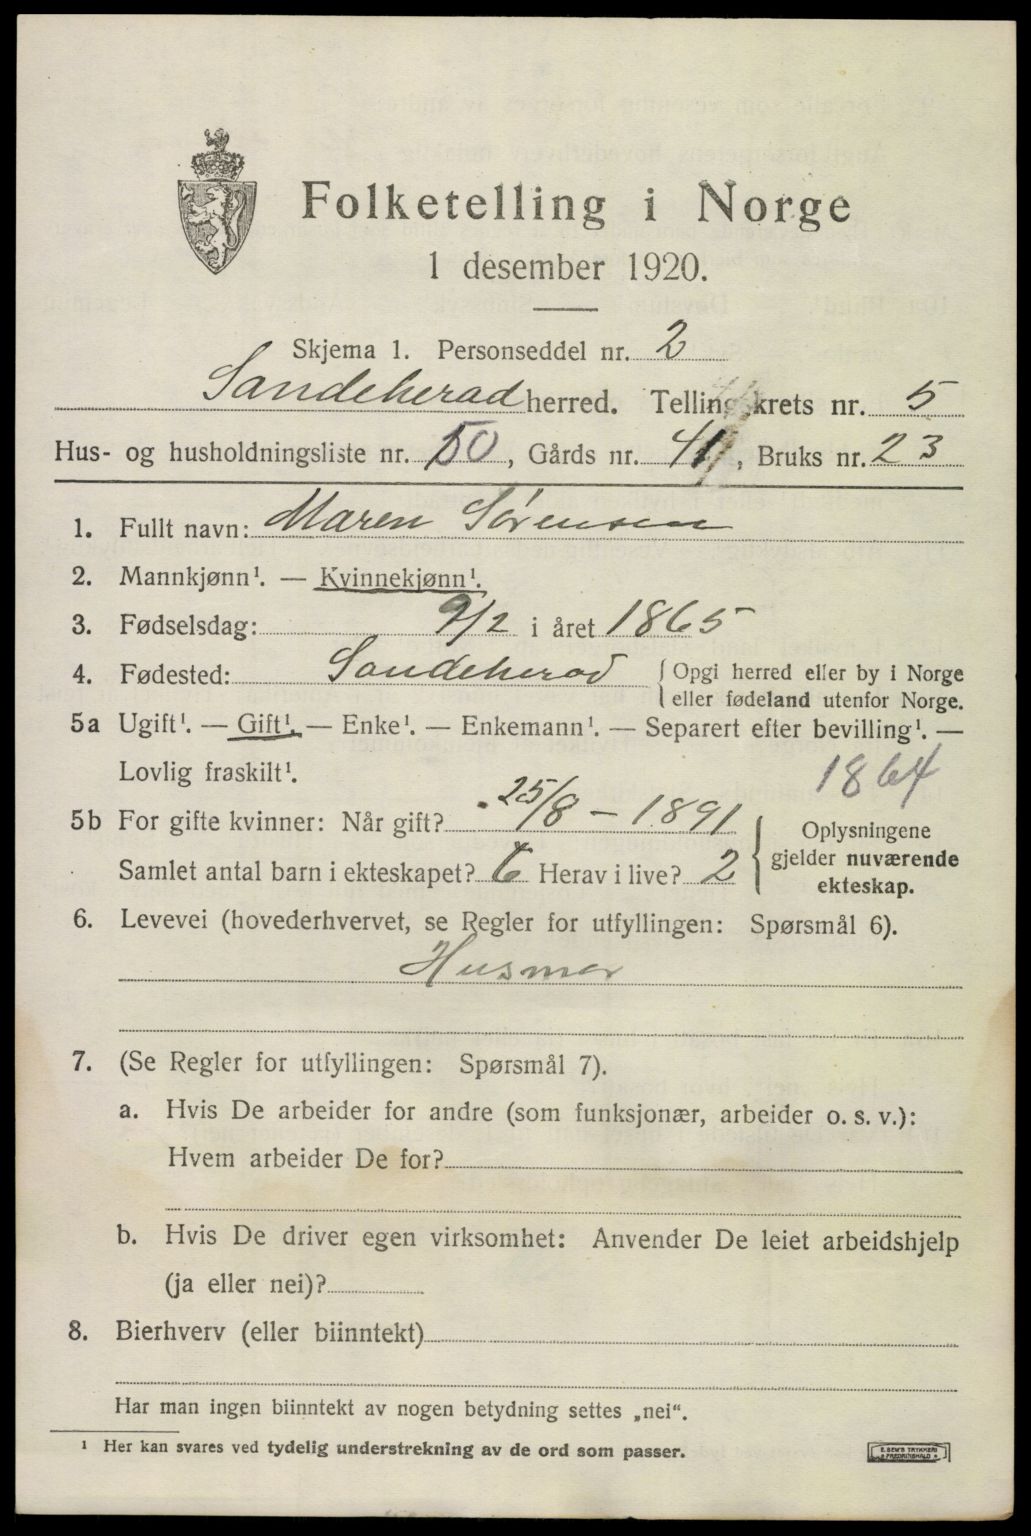 Folketelling i Norge
1 desember 1920.
Skjema 1. Personseddel nr. 2
Sandeherad herred. Tellingskrets nr. 5
Hus- og husholdningsliste nr. 50, Gårds nr. 41, Bruks nr. 23
1. Fullt navn: Maren Sørensen
2. Mannkjønn¹. — Kvinnekjønn¹.
3. Fødselsdag: 9/2 i året 1865
4. Fødested: Sandeherad { Opgi herred eller by i Norge
eller fødeland utenfor Norge.
5a Ugift¹. — Gift¹. — Enke¹. — Enkemann¹. — Separert efter bevilling¹. —
Lovlig fraskilt¹. 1864
5b For gifte kvinner: Når gift? 25/8 – 1891
Samlet antal barn i ekteskapet? 6 Herav i live? 2
{ Oplysningene
gjelder nuværende
ekteskap.
6. Levevei (hovederhvervet, se Regler for utfyllingen: Spørsmål 6).
Husmor
7. (Se Regler for utfyllingen: Spørsmål 7).
a. Hvis De arbeider for andre (som funksjonær, arbeider o. s. v.):
Hvem arbeider De for?
b. Hvis De driver egen virksomhet: Anvender De leiet arbeidshjelp
(ja eller nei)?
8. Bierhverv (eller biinntekt)
Har man ingen biinntekt av nogen betydning settes „nei“.
¹ Her kan svares ved tydelig understrekning av de ord som passer.
E. SEM'S TRYKKERI
FREDRIKSHALD